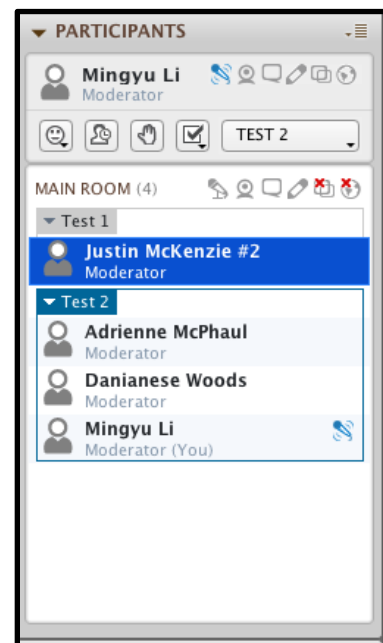 PARTICIPANTS
Mingyu Li
Moderator
TEST 2
MAIN ROOM (4)
Test 1
Justin McKenzie #2
Moderator
Test 2
Adrienne McPhaul
Moderator
Danianese Woods
Moderator
Mingyu Li
Moderator (You)